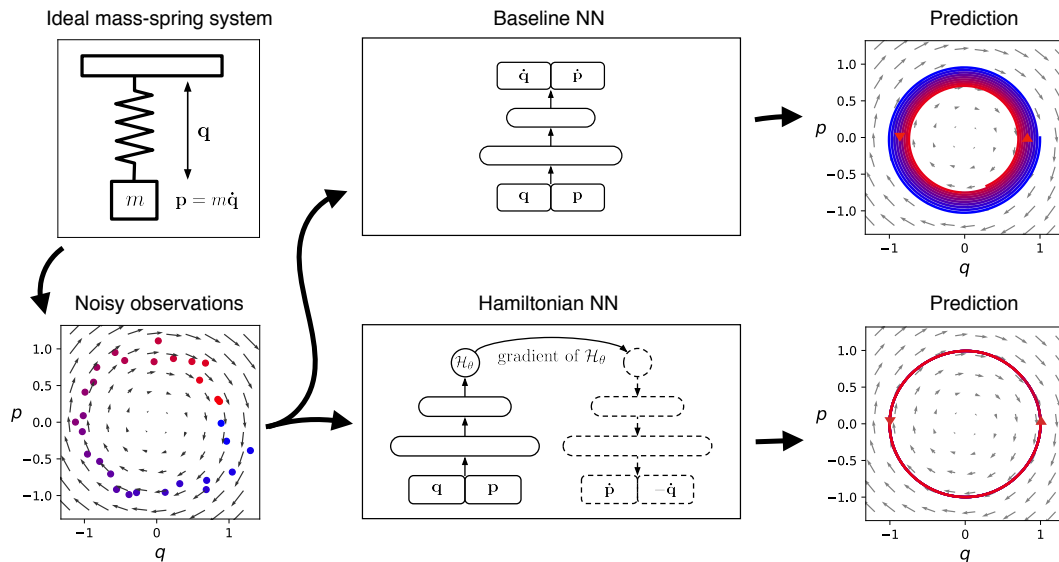 Ideal mass-spring system
q
m
p = mq̇
Baseline NN
q̇ ṗ
q p
Prediction
1.0
0.5
0.0
−0.5
−1.0
p
−1 0 1
q
Noisy observations
1.0
0.5
0.0
−0.5
−1.0
p
−1 0 1
q
Hamiltonian NN
ℋθ
gradient of ℋθ
q p
ṗ −q̇
Prediction
1.0
0.5
0.0
−0.5
−1.0
p
−1 0 1
q